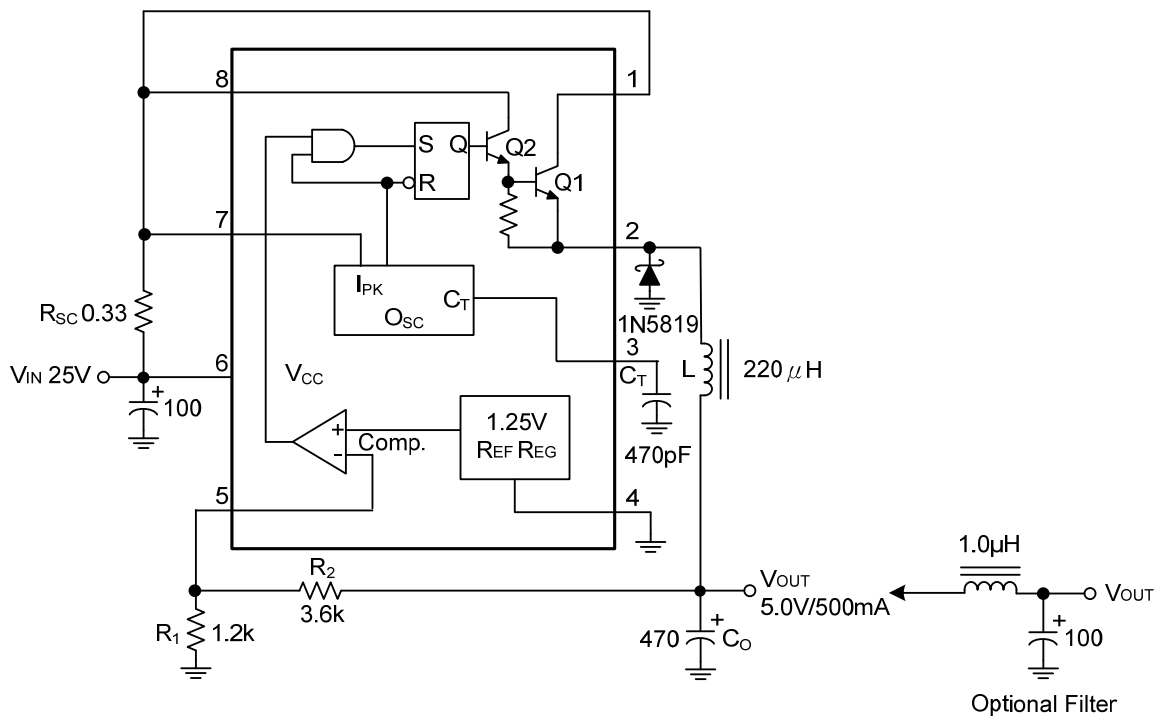 8
1
S
Q
Q2
R
Q1
7
2
IPK
CT
OSC
RSC 0.33
1N5819
3
VIN 25V
6
VCC
CT
L
220 μH
+
100
1.25V
REF REG
+
Comp.
-
470pF
5
4
R2
3.6k
1.0µH
VOUT
5.0V/500mA
VOUT
R1
1.2k
+
470
CO
+
100
Optional Filter